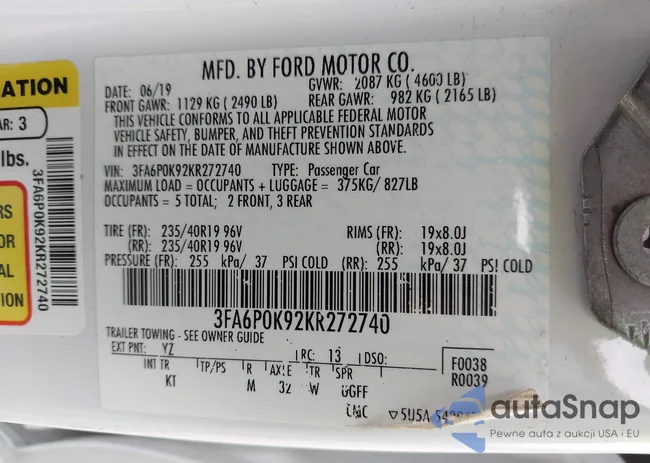 ATION
AR: 3
lbs.
RS
OR
AL
TION
3FA6P0K92KR272740
MFD. BY FORD MOTOR CO.
DATE: 06/19 GVWR: 2087 KG ( 4600 LB)
FRONT GAWR: 1129 KG ( 2490 LB) REAR GAWR: 982 KG ( 2165 LB)
THIS VEHICLE CONFORMS TO ALL APPLICABLE FEDERAL MOTOR
VEHICLE SAFETY, BUMPER, AND THEFT PREVENTION STANDARDS
IN EFFECT ON THE DATE OF MANUFACTURE SHOWN ABOVE.
VIN: 3FA6P0K92KR272740 TYPE: Passenger Car
MAXIMUM LOAD = OCCUPANTS + LUGGAGE = 375KG/ 827LB
OCCUPANTS = 5 TOTAL; 2 FRONT, 3 REAR
TIRE (FR): 235/40R19 96V RIMS (FR): 19x8.0J
(RR): 235/40R19 96V (RR): 19x8.0J
PRESSURE (FR): 255 kPa/ 37 PSI COLD (RR): 255 kPa/ 37 PSI COLD
3FA6P0K92KR272740
TRAILER TOWING - SEE OWNER GUIDE
EXT PNT: YZ RC: 13 DSO: F0038
INT TR TP/PS R AXLE TR SPR R0039
KT M 32 W GGFF
▽5U5A
autaSnap
Pewne auta z aukcji USA i EU